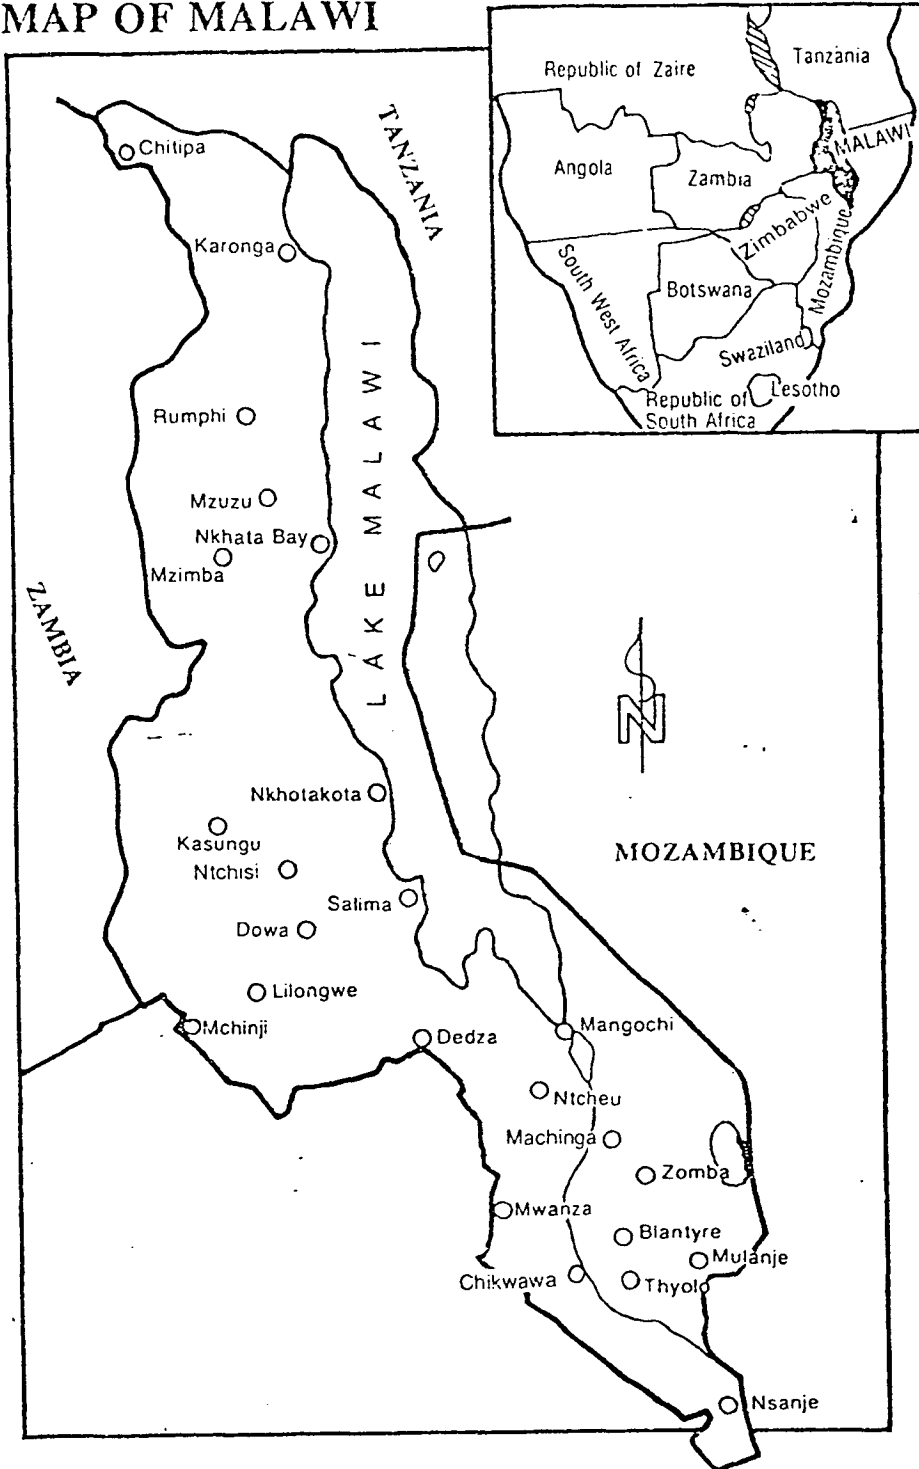 MAP OF MALAWI
Republic of Zaire
Tanzania
Angola
Zambia
MALAWI
Zimbabwe
Mozambique
South West Africa
Botswana
Swaziland
Lesotho
Republic of
South Africa
TANZANIA
Chitipa
Karonga
LAKE MALAWI
Rumphi
Mzuzu
Nkhata Bay
Mzimba
ZAMBIA
N
Nkhotakota
Kasungu
Ntchisi
MOZAMBIQUE
Salima
Dowa
Lilongwe
Mchinji
Dedza
Mangochi
Ntcheu
Machinga
Zomba
Mwanza
Blantyre
Mulanje
Chikwawa
Thyolo
Nsanje